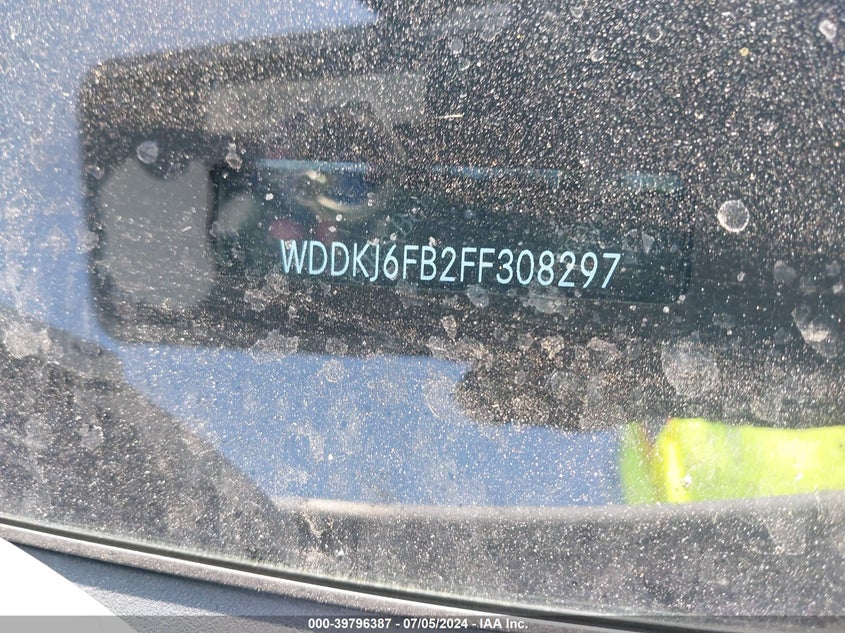 WDDKJ6FB2FF308297
000-39796387 - 07/05/2024 - IAA Inc.